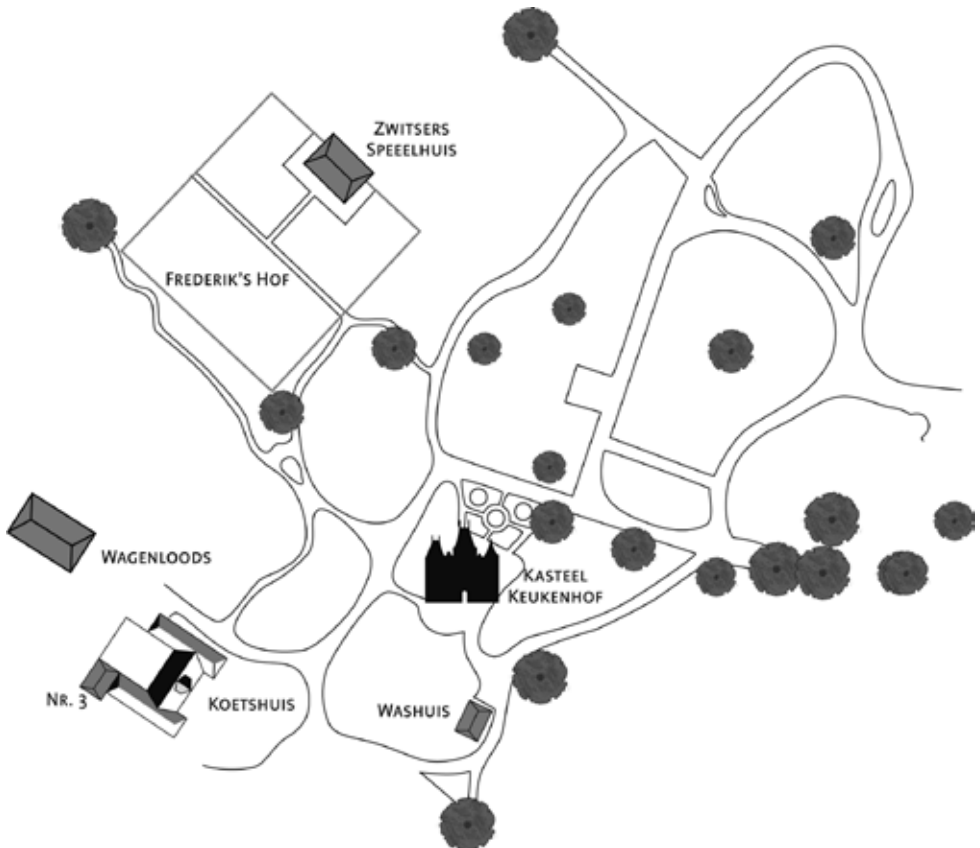 Zwitsers
Speeelhuis
Frederik's Hof
Wagenloods
Kasteel
Keukenhof
Nr. 3
Koetshuis
Washuis